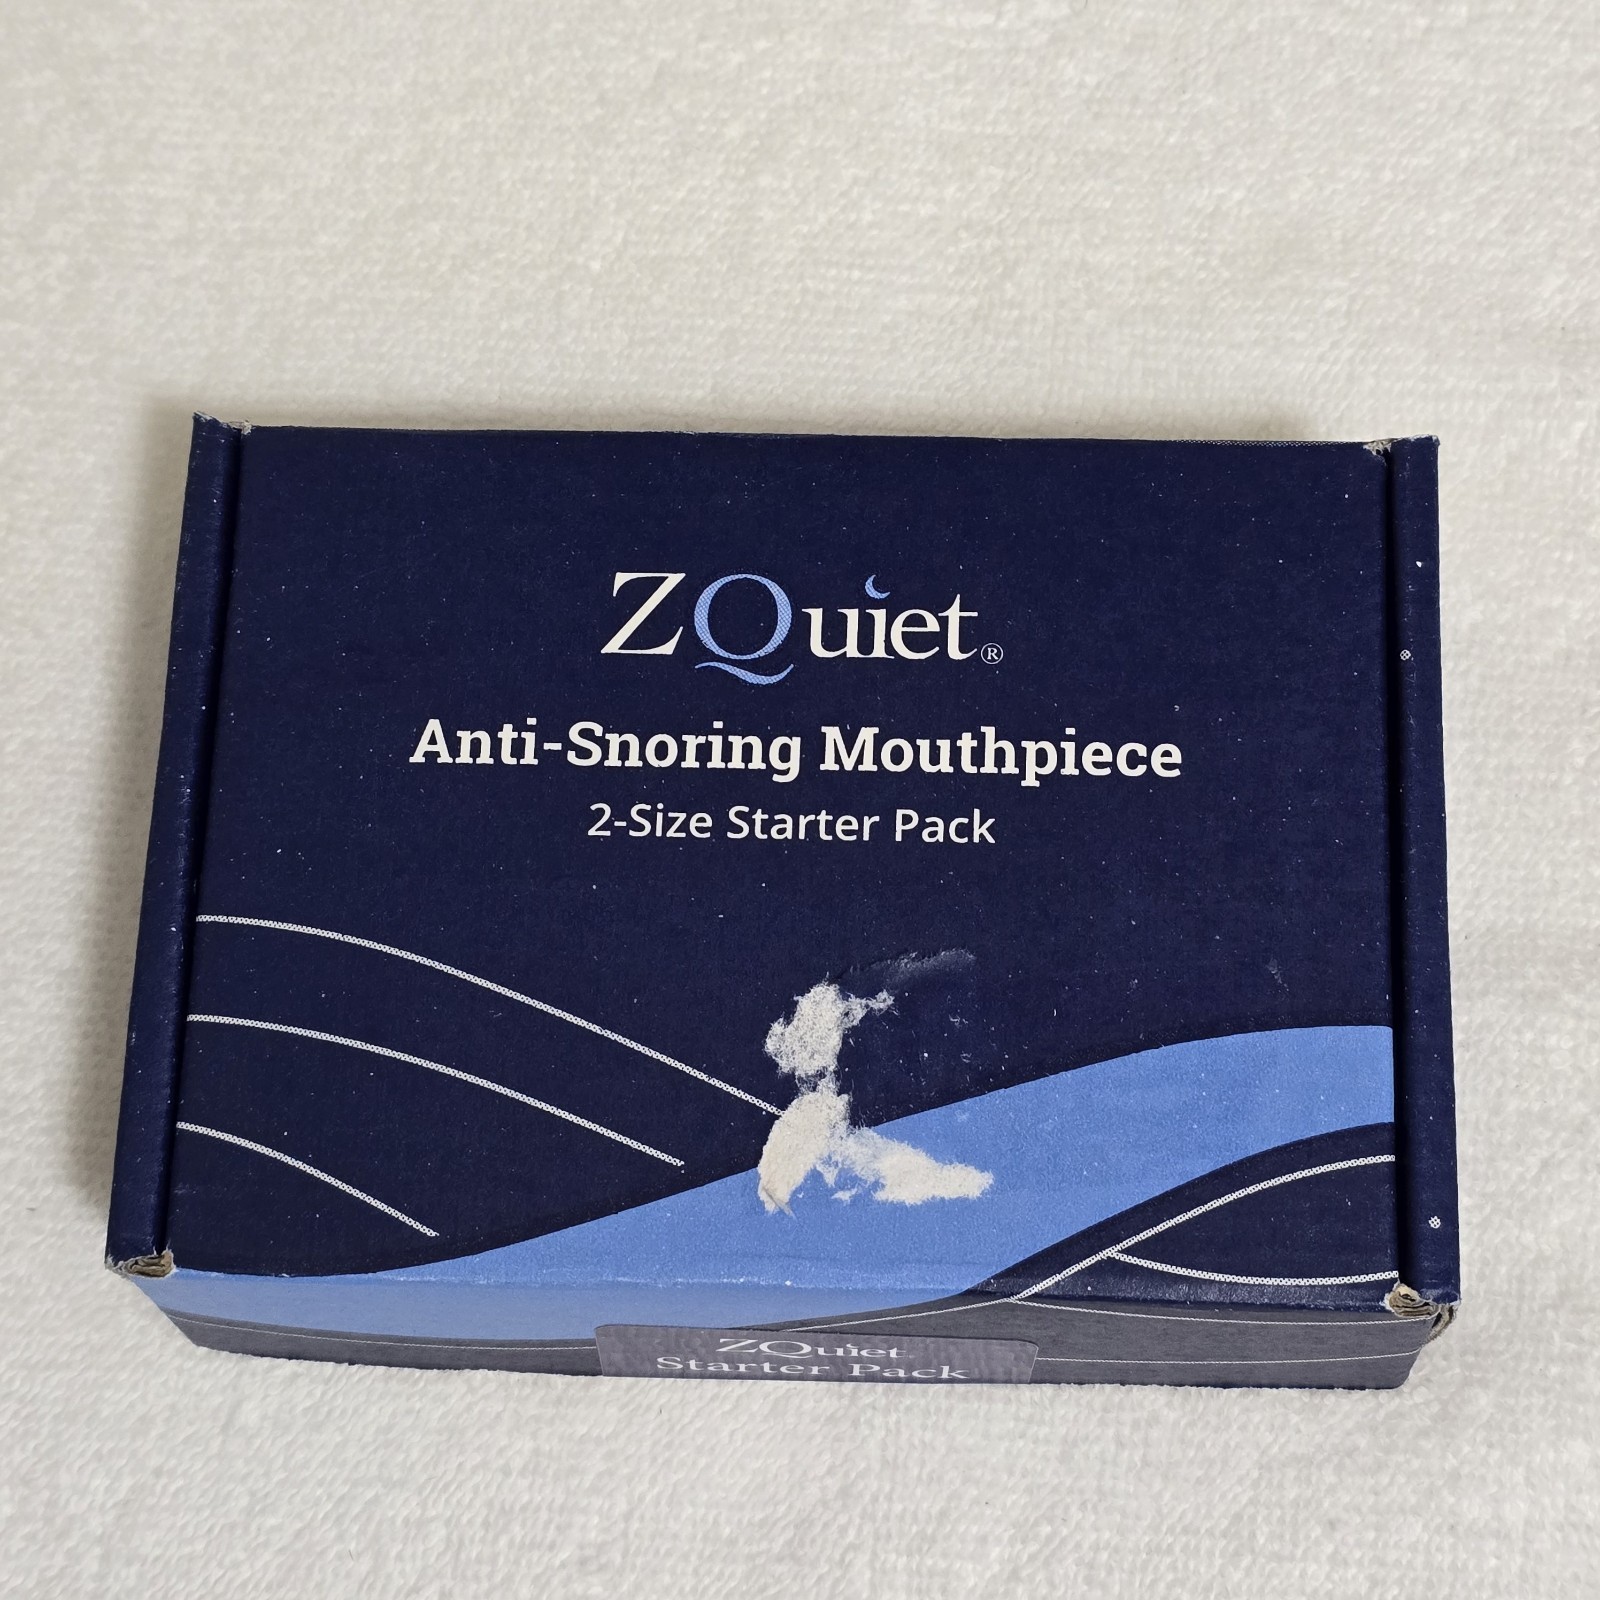 ZQuiet®
Anti-Snoring Mouthpiece
2-Size Starter Pack
ZQuiet
Starter Pack